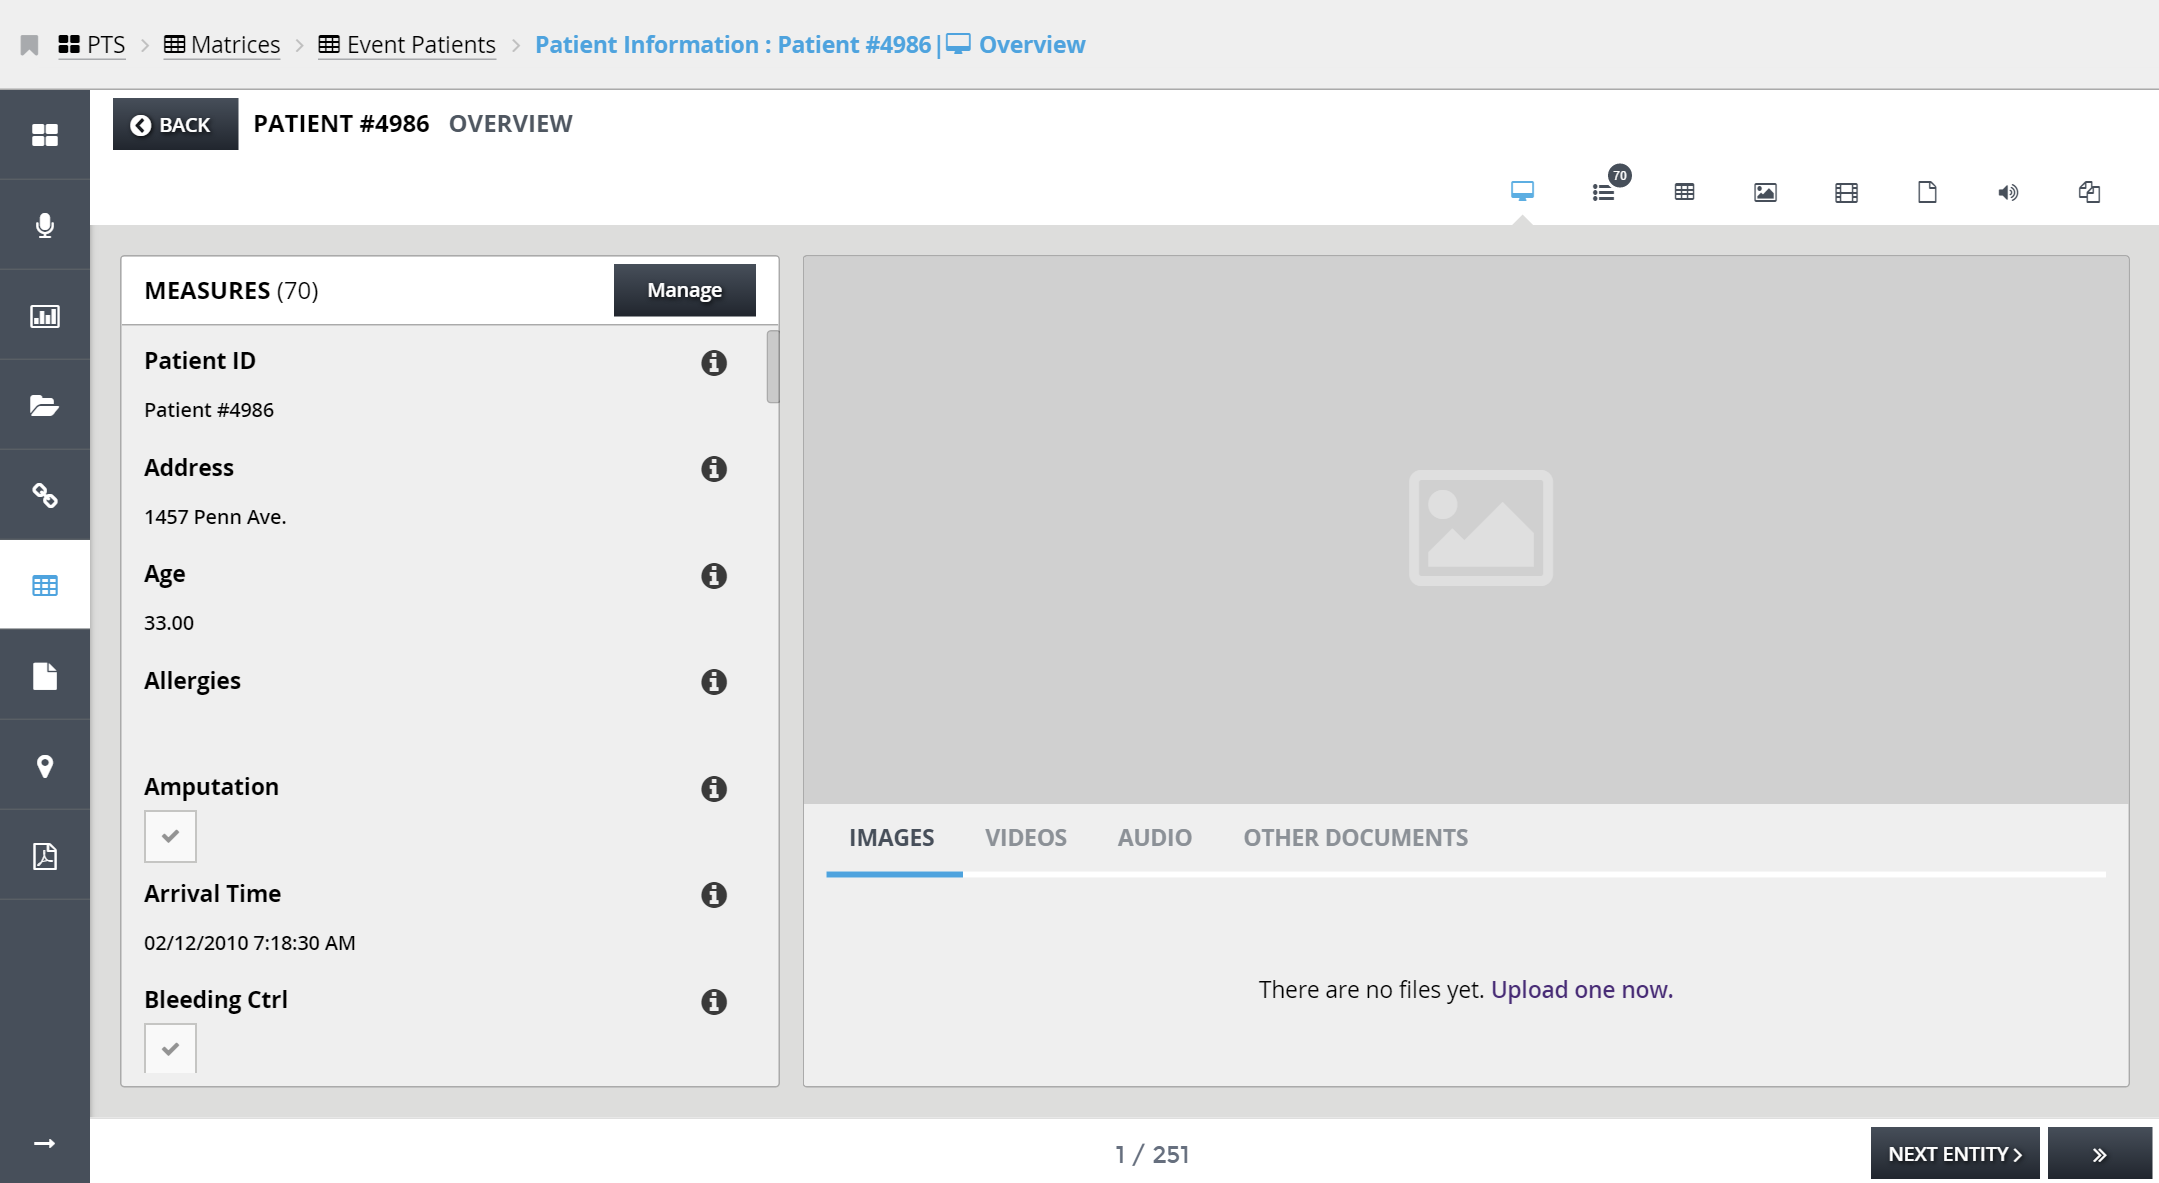 PTS Matrices Event Patients Patient Information : Patient #4986| Overview
BACK PATIENT #4986 OVERVIEW
70
MEASURES (70) Manage
Patient ID
Patient #4986
Address
1457 Penn Ave.
Age
33.00
Allergies
Amputation
Arrival Time
02/12/2010 7:18:30 AM
Bleeding Ctrl
IMAGES VIDEOS AUDIO OTHER DOCUMENTS
There are no files yet. Upload one now.
1 / 251
NEXT ENTITY